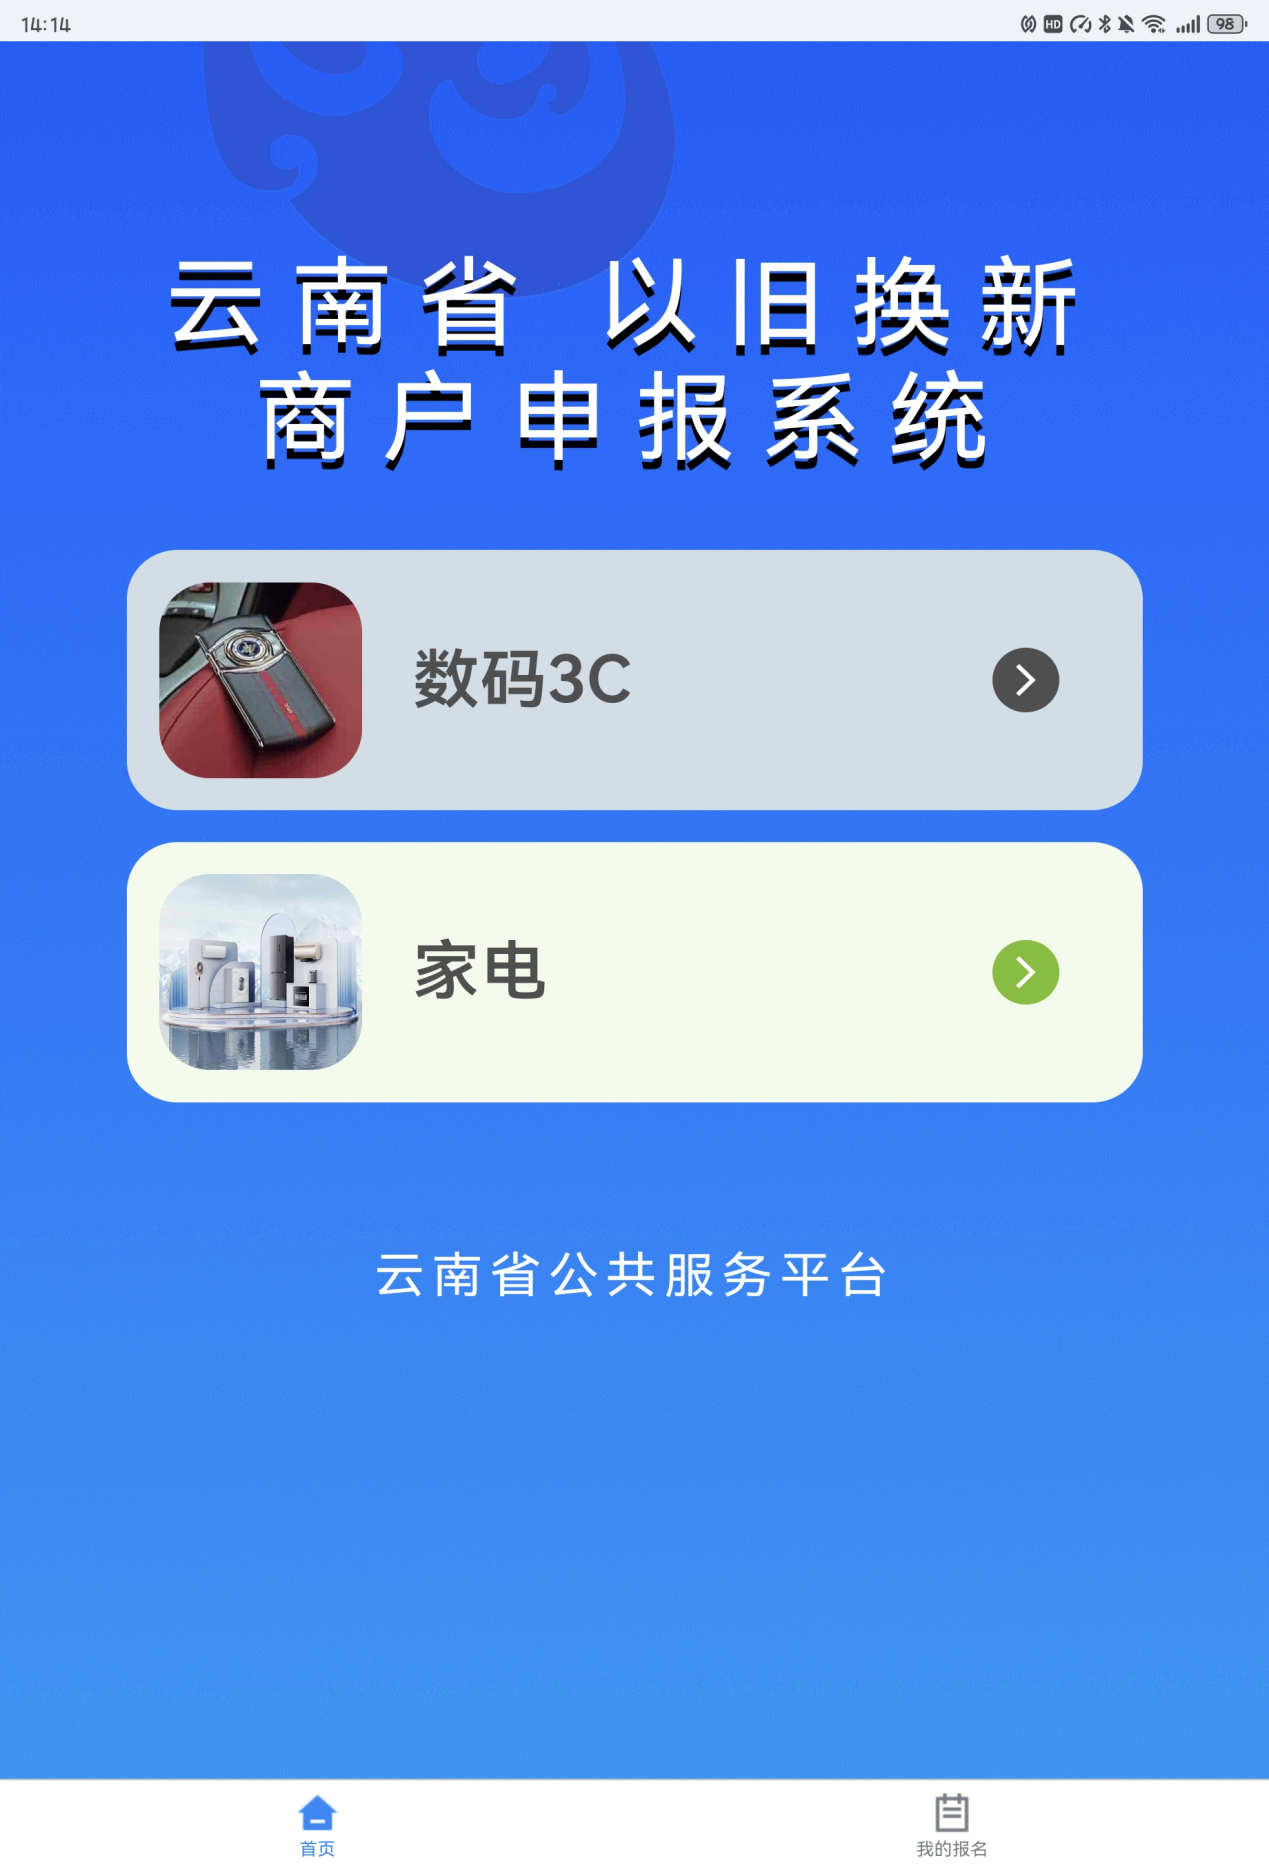 14:14
HD
98
云南省 以旧换新
商户申报系统
数码3C
家电
云南省公共服务平台
首页
我的报名